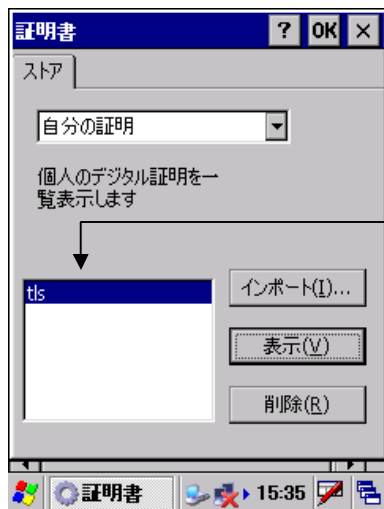 証明書 ? OK ×
ストア
自分の証明
個人のデジタル証明を一
覧表示します
tls
インポート(I)...
表示(V)
削除(R)
証明書 15:35